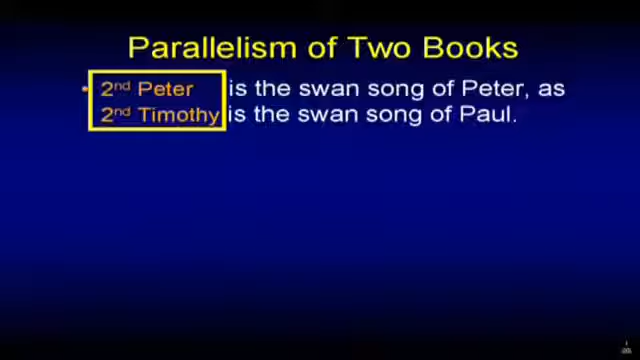 Parallelism of Two Books
• 2nd Peter is the swan song of Peter, as
2nd Timothy is the swan song of Paul.